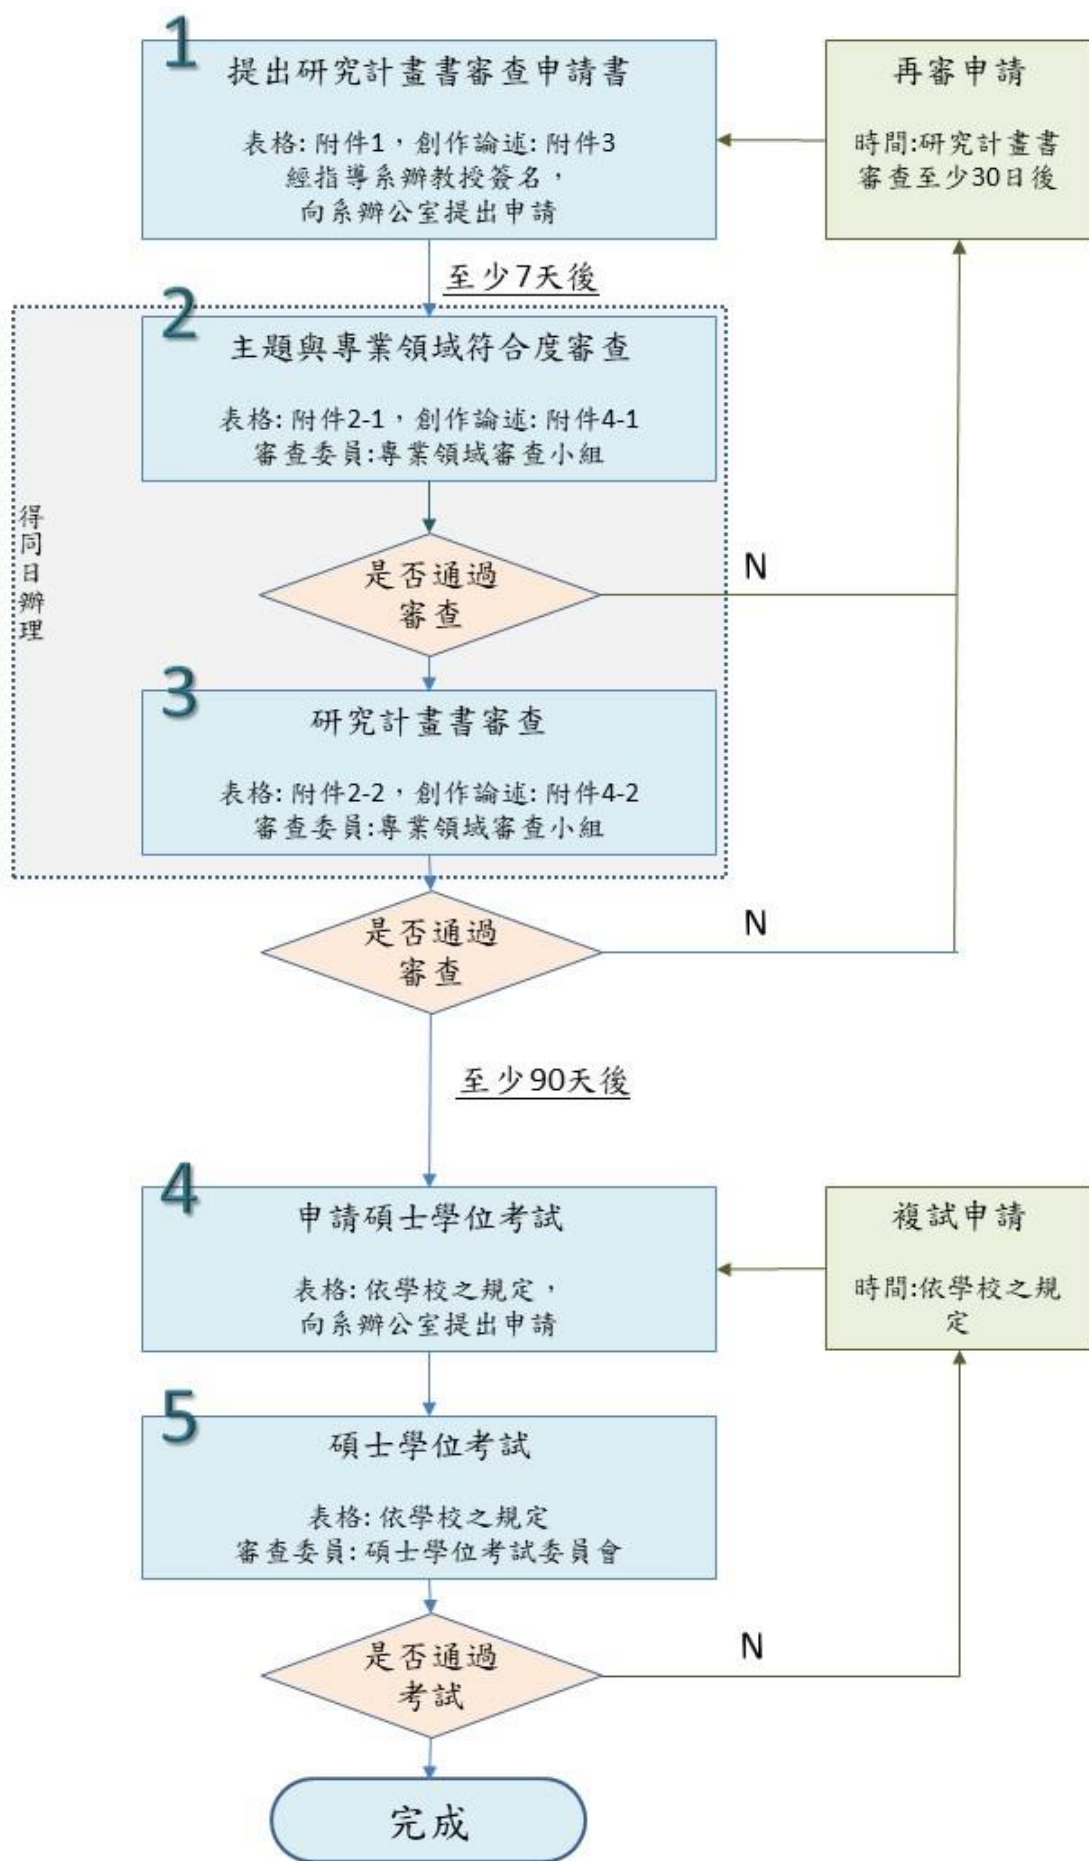 1
提出研究計畫書審查申請書
表格: 附件1，創作論述: 附件3
經指導系辦教授簽名，
向系辦公室提出申請
再審申請
時間:研究計畫書
審查至少30日後
至少7天後
得同日辦理
2
主題與專業領域符合度審查
表格: 附件2-1，創作論述: 附件4-1
審查委員:專業領域審查小組
是否通過
審查
N
3
研究計畫書審查
表格: 附件2-2，創作論述: 附件4-2
審查委員:專業領域審查小組
是否通過
審查
N
至少90天後
4
申請碩士學位考試
表格: 依學校之規定，
向系辦公室提出申請
複試申請
時間:依學校之規
定
5
碩士學位考試
表格: 依學校之規定
審查委員: 碩士學位考試委員會
是否通過
考試
N
完成